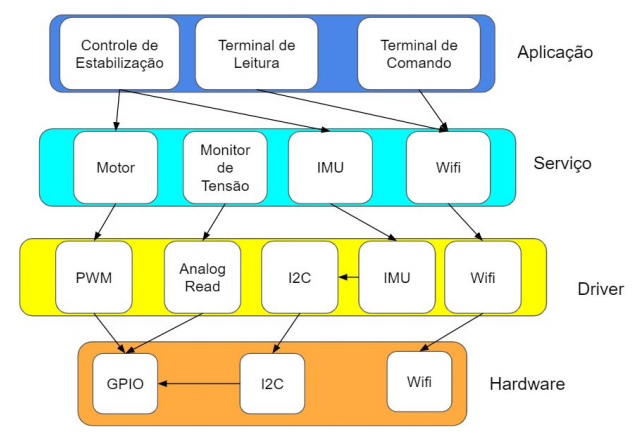 Controle de
Estabilização
Terminal de
Leitura
Terminal de
Comando
Aplicação
Motor
Monitor
de
Tensão
IMU
Wifi
Serviço
PWM
Analog
Read
I2C
IMU
Wifi
Driver
GPIO
I2C
Wifi
Hardware